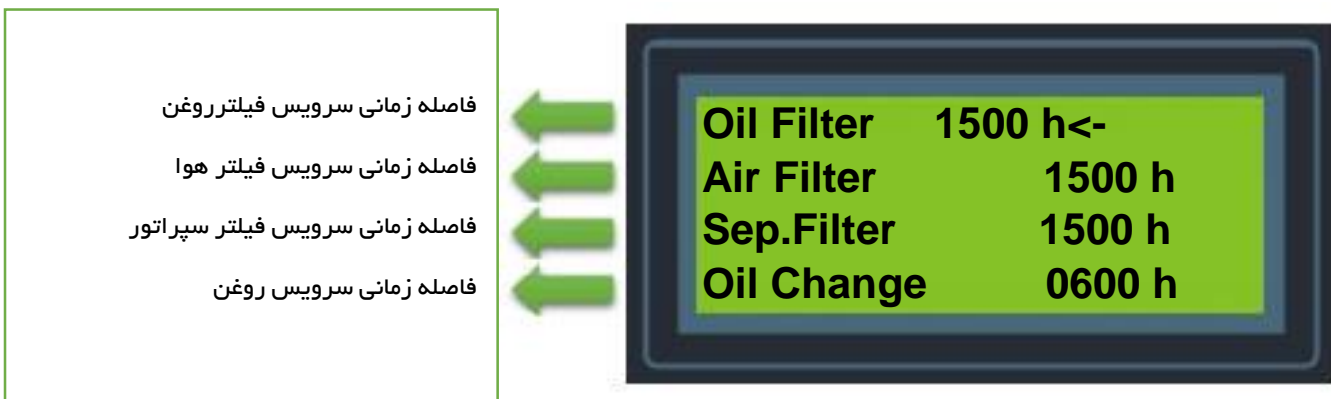 فاصله زمانی سرویس فیلترروغن
فاصله زمانی سرویس فیلتر هوا
فاصله زمانی سرویس فیلتر سپراتور
فاصله زمانی سرویس روغن
Oil Filter 1500 h<-
Air Filter 1500 h
Sep.Filter 1500 h
Oil Change 0600 h